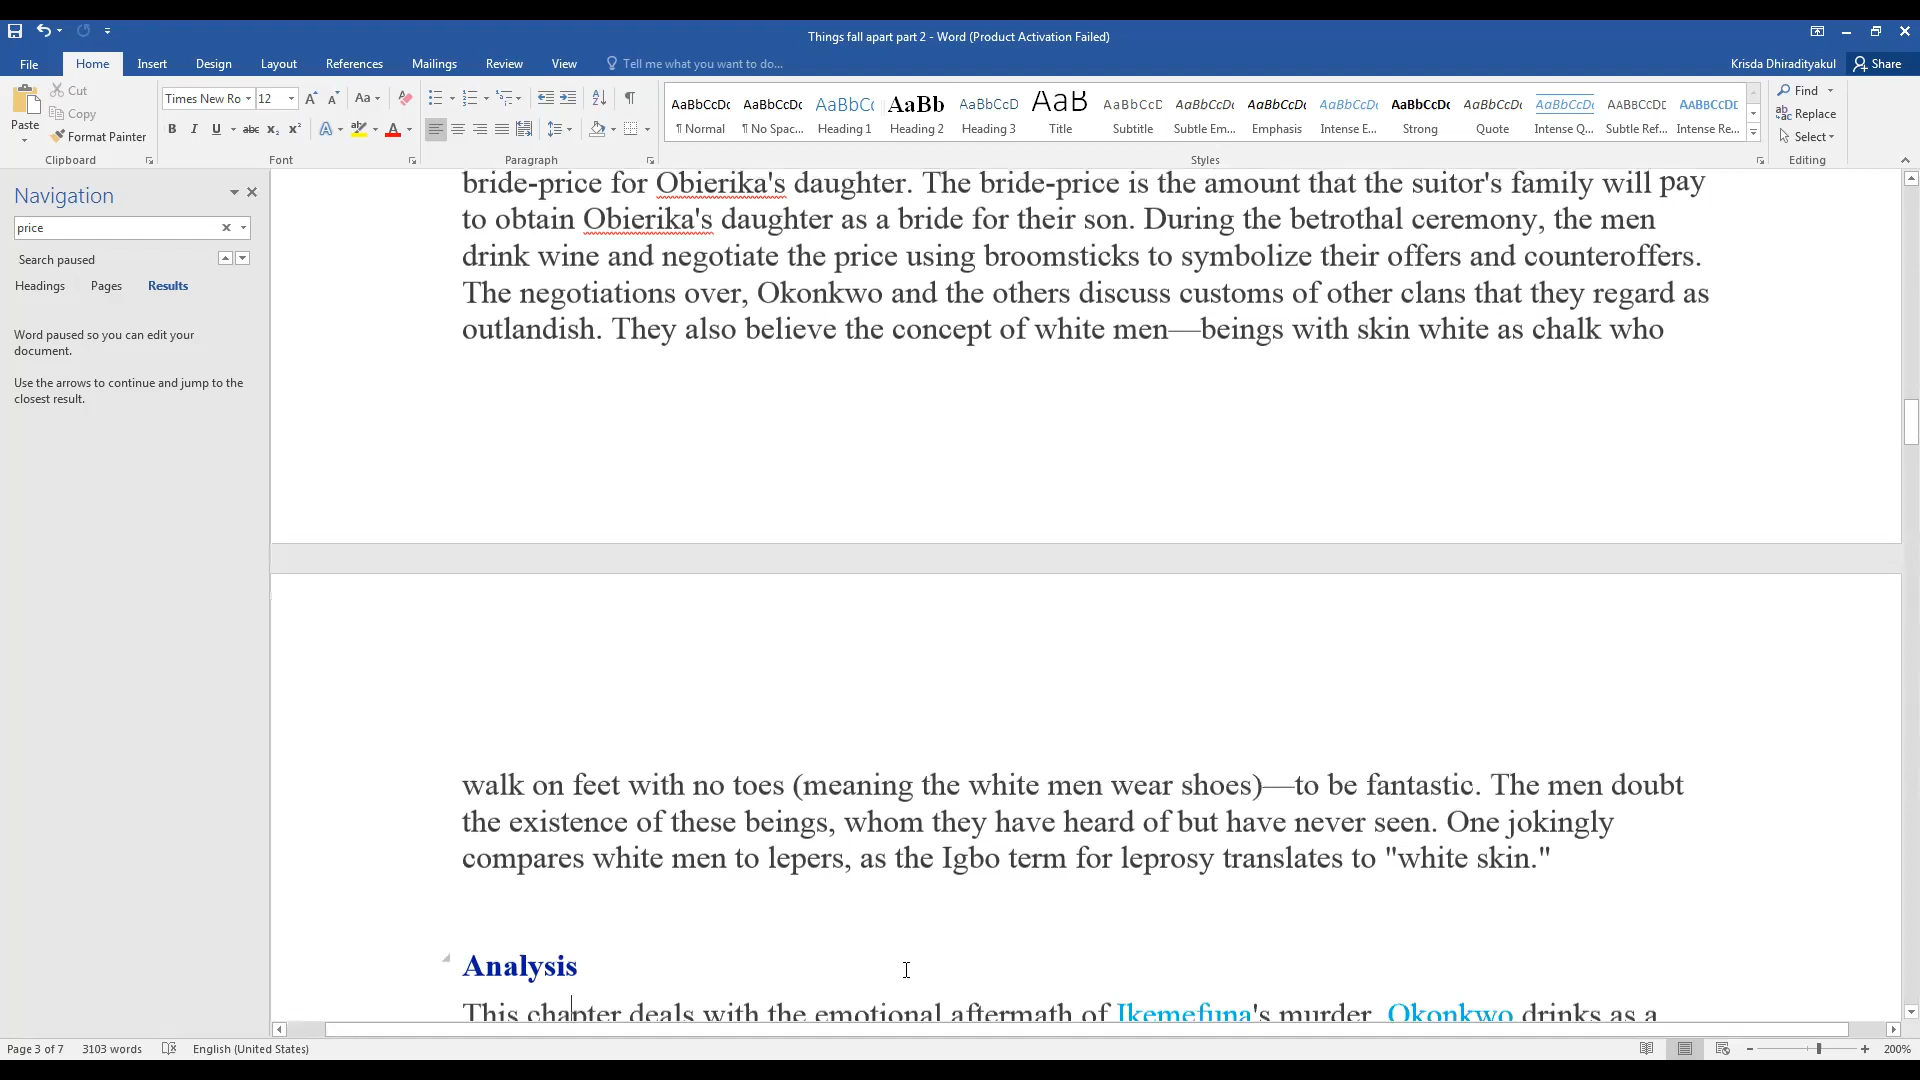 Things fall apart part 2 - Word (Product Activation Failed)
File Home Insert Design Layout References Mailings Review View Tell me what you want to do... Krisda Dhiradityakul Share
Paste Cut Copy Format Painter
Clipboard
Times New Ro 12 Aa
B I U abc X₂ X² A ab A
Font
Paragraph
AaBbCcDc AaBbCcDc AaBbCc AaBb AaBbCcD AaB AaBbCcD AaBbCcDc AaBbCcDc AaBbCcDc AaBbCcDc AaBbCcDc AaBbCcDc AABBCCDE AABBCCDE
¶ Normal ¶ No Spac... Heading 1 Heading 2 Heading 3 Title Subtitle Subtle Em... Emphasis Intense E... Strong Quote Intense Q... Subtle Ref... Intense Re...
Styles
Find
Replace
Select
Editing
Navigation
price
Search paused
Headings Pages Results
Word paused so you can edit your
document.
Use the arrows to continue and jump to the
closest result.
bride-price for Obierika's daughter. The bride-price is the amount that the suitor's family will pay
to obtain Obierika's daughter as a bride for their son. During the betrothal ceremony, the men
drink wine and negotiate the price using broomsticks to symbolize their offers and counteroffers.
The negotiations over, Okonkwo and the others discuss customs of other clans that they regard as
outlandish. They also believe the concept of white men—beings with skin white as chalk who
walk on feet with no toes (meaning the white men wear shoes)—to be fantastic. The men doubt
the existence of these beings, whom they have heard of but have never seen. One jokingly
compares white men to lepers, as the Igbo term for leprosy translates to "white skin."
Analysis
This chapter deals with the emotional aftermath of Ikemefuna's murder. Okonkwo drinks as a
Page 3 of 7 3103 words English (United States) 200%